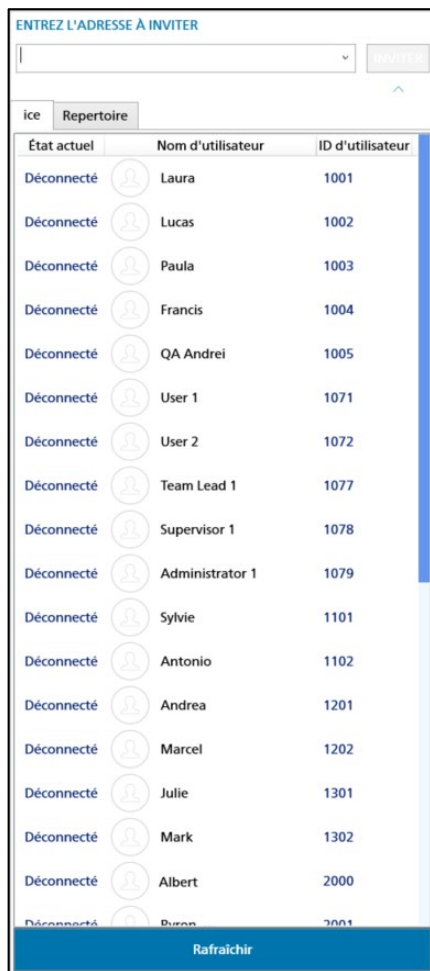 ENTREZ L'ADRESSE À INVITER
INVITER
ice Repertoire
État actuel Nom d'utilisateur ID d'utilisateur
Déconnecté Laura 1001
Déconnecté Lucas 1002
Déconnecté Paula 1003
Déconnecté Francis 1004
Déconnecté QA Andrei 1005
Déconnecté User 1 1071
Déconnecté User 2 1072
Déconnecté Team Lead 1 1077
Déconnecté Supervisor 1 1078
Déconnecté Administrator 1 1079
Déconnecté Sylvie 1101
Déconnecté Antonio 1102
Déconnecté Andrea 1201
Déconnecté Marcel 1202
Déconnecté Julie 1301
Déconnecté Mark 1302
Déconnecté Albert 2000
Déconnecté 2001
Rafraîchir